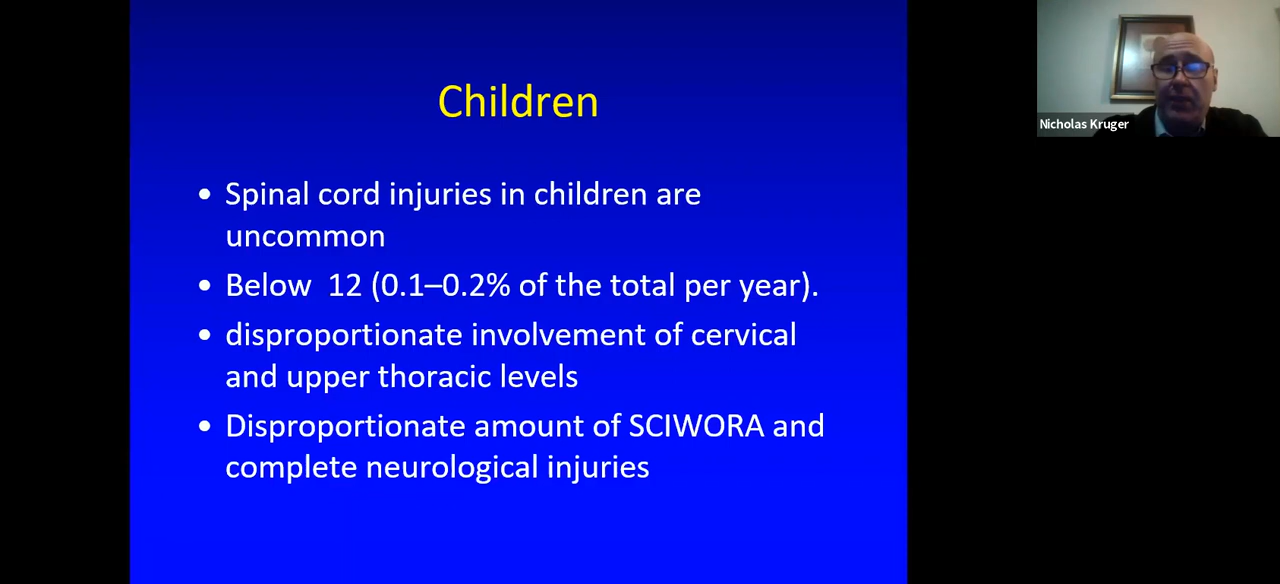 Children
• Spinal cord injuries in children are
uncommon
• Below  12 (0.1–0.2% of the total per year).
• disproportionate involvement of cervical
and upper thoracic levels
• Disproportionate amount of SCIWORA and
complete neurological injuries
Nicholas Kruger